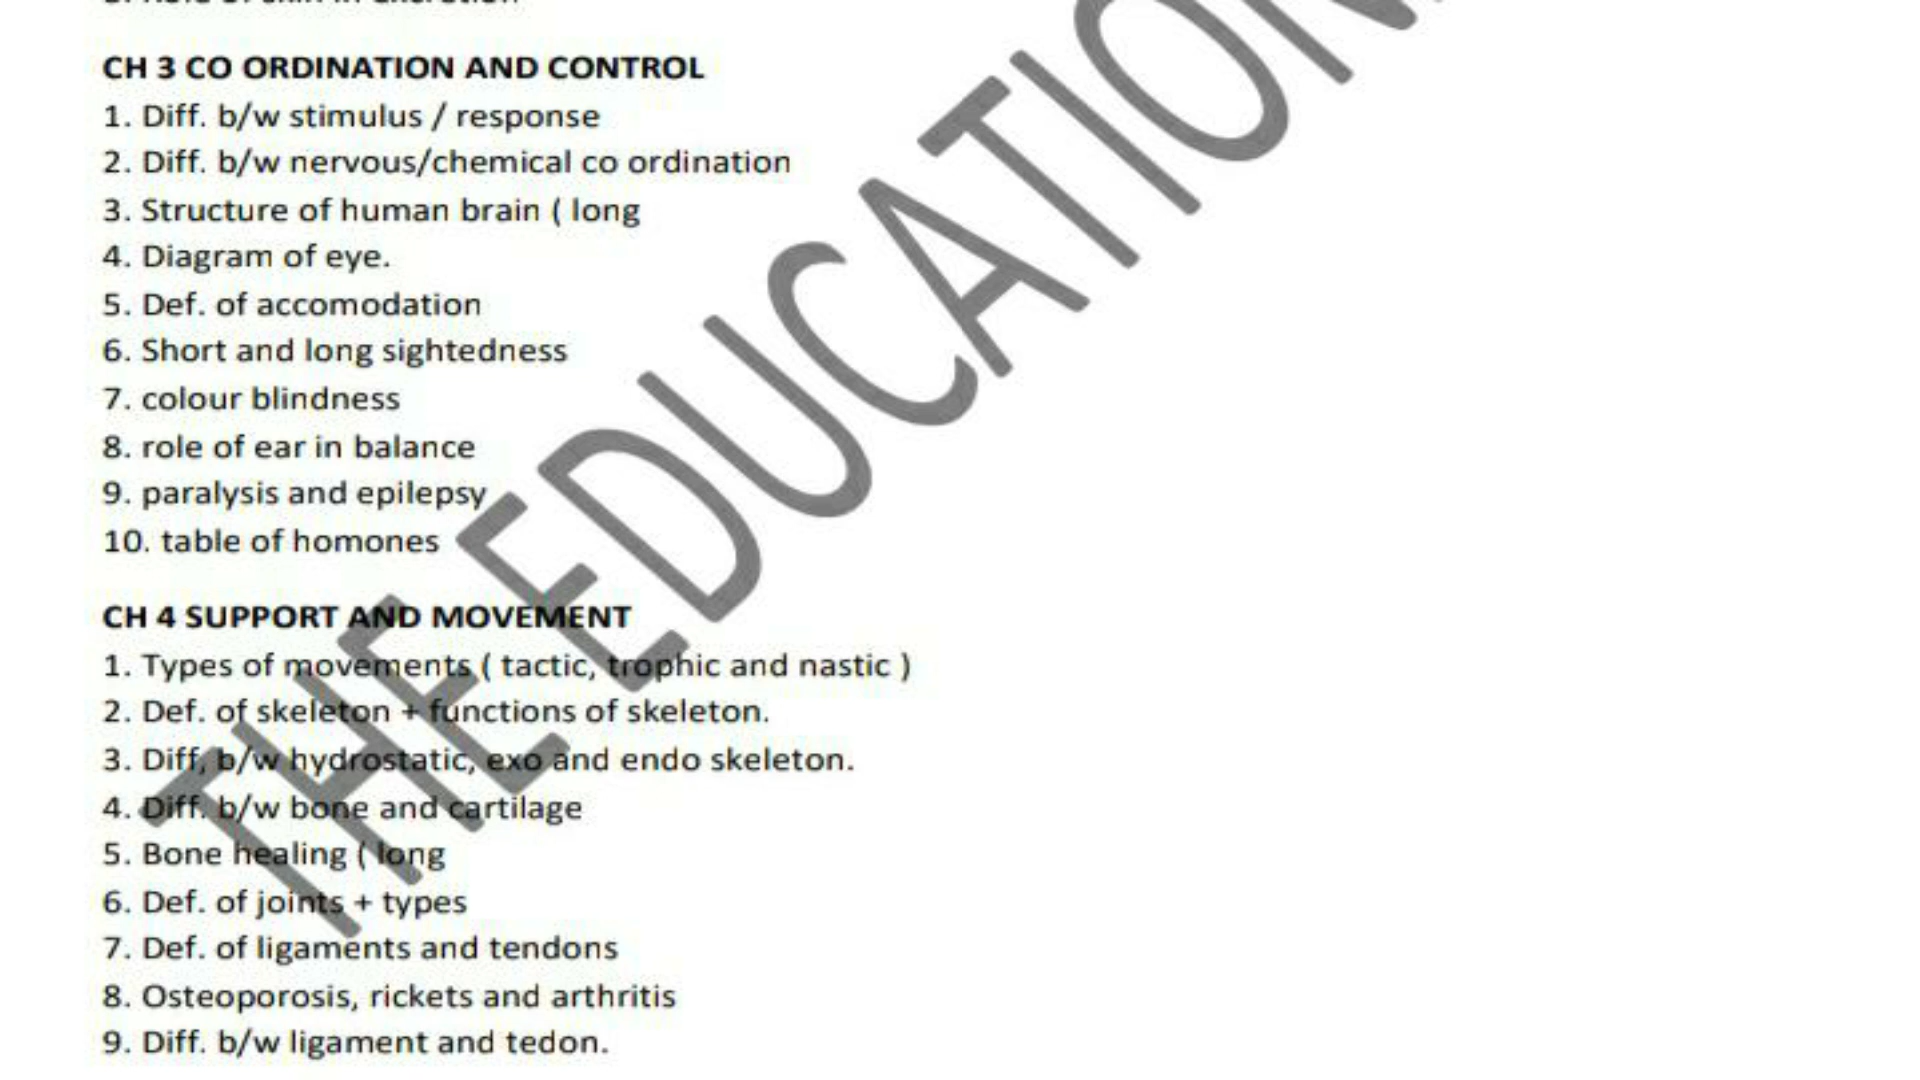 CH 3 CO ORDINATION AND CONTROL
1. Diff. b/w stimulus / response
2. Diff. b/w nervous/chemical co ordination
3. Structure of human brain ( long
4. Diagram of eye.
5. Def. of accomodation
6. Short and long sightedness
7. colour blindness
8. role of ear in balance
9. paralysis and epilepsy
10. table of homones
CH 4 SUPPORT AND MOVEMENT
1. Types of movements ( tactic, trophic and nastic )
2. Def. of skeleton + functions of skeleton.
3. Diff, b/w hydrostatic, exo and endo skeleton.
4. Diff. b/w bone and cartilage
5. Bone healing ( long
6. Def. of joints + types
7. Def. of ligaments and tendons
8. Osteoporosis, rickets and arthritis
9. Diff. b/w ligament and tedon.
THE EDUCATION